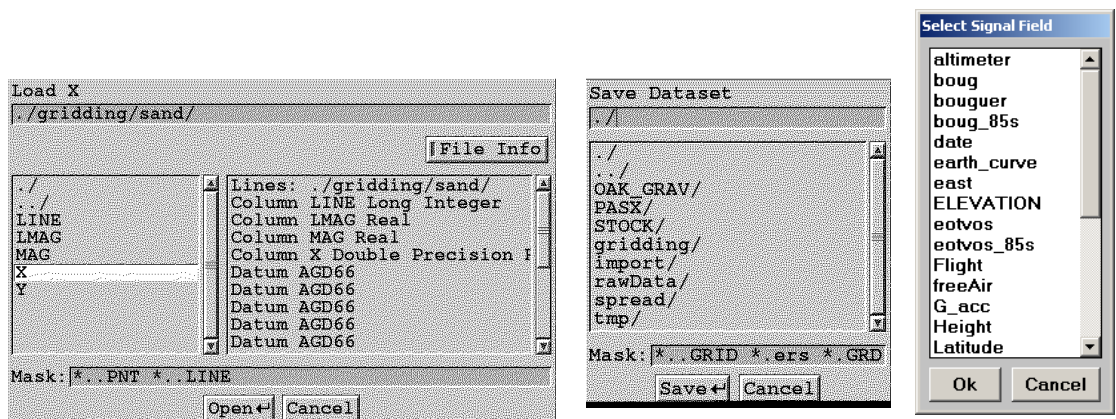 Load X
./gridding/sand/
File Info
./
../
LINE
LMAG
MAG
X
Y
Lines: ./gridding/sand/
Column LINE Long Integer
Column LMAG Real
Column MAG Real
Column X Double Precision
Datum AGD66
Datum AGD66
Datum AGD66
Datum AGD66
Datum AGD66
Mask: *..PNT *..LINE
Open Cancel
Save Dataset
./
./
../
OAK_GRAV/
PASX/
STOCK/
gridding/
import/
rawData/
spread/
tmp/
Mask: *..GRID *.ers *.GRD
Save Cancel
Select Signal Field
altimeter
boug
bouguer
boug_85s
date
earth_curve
east
ELEVATION
eotvos
eotvos_85s
Flight
freeAir
G_acc
Height
Latitude
Ok Cancel